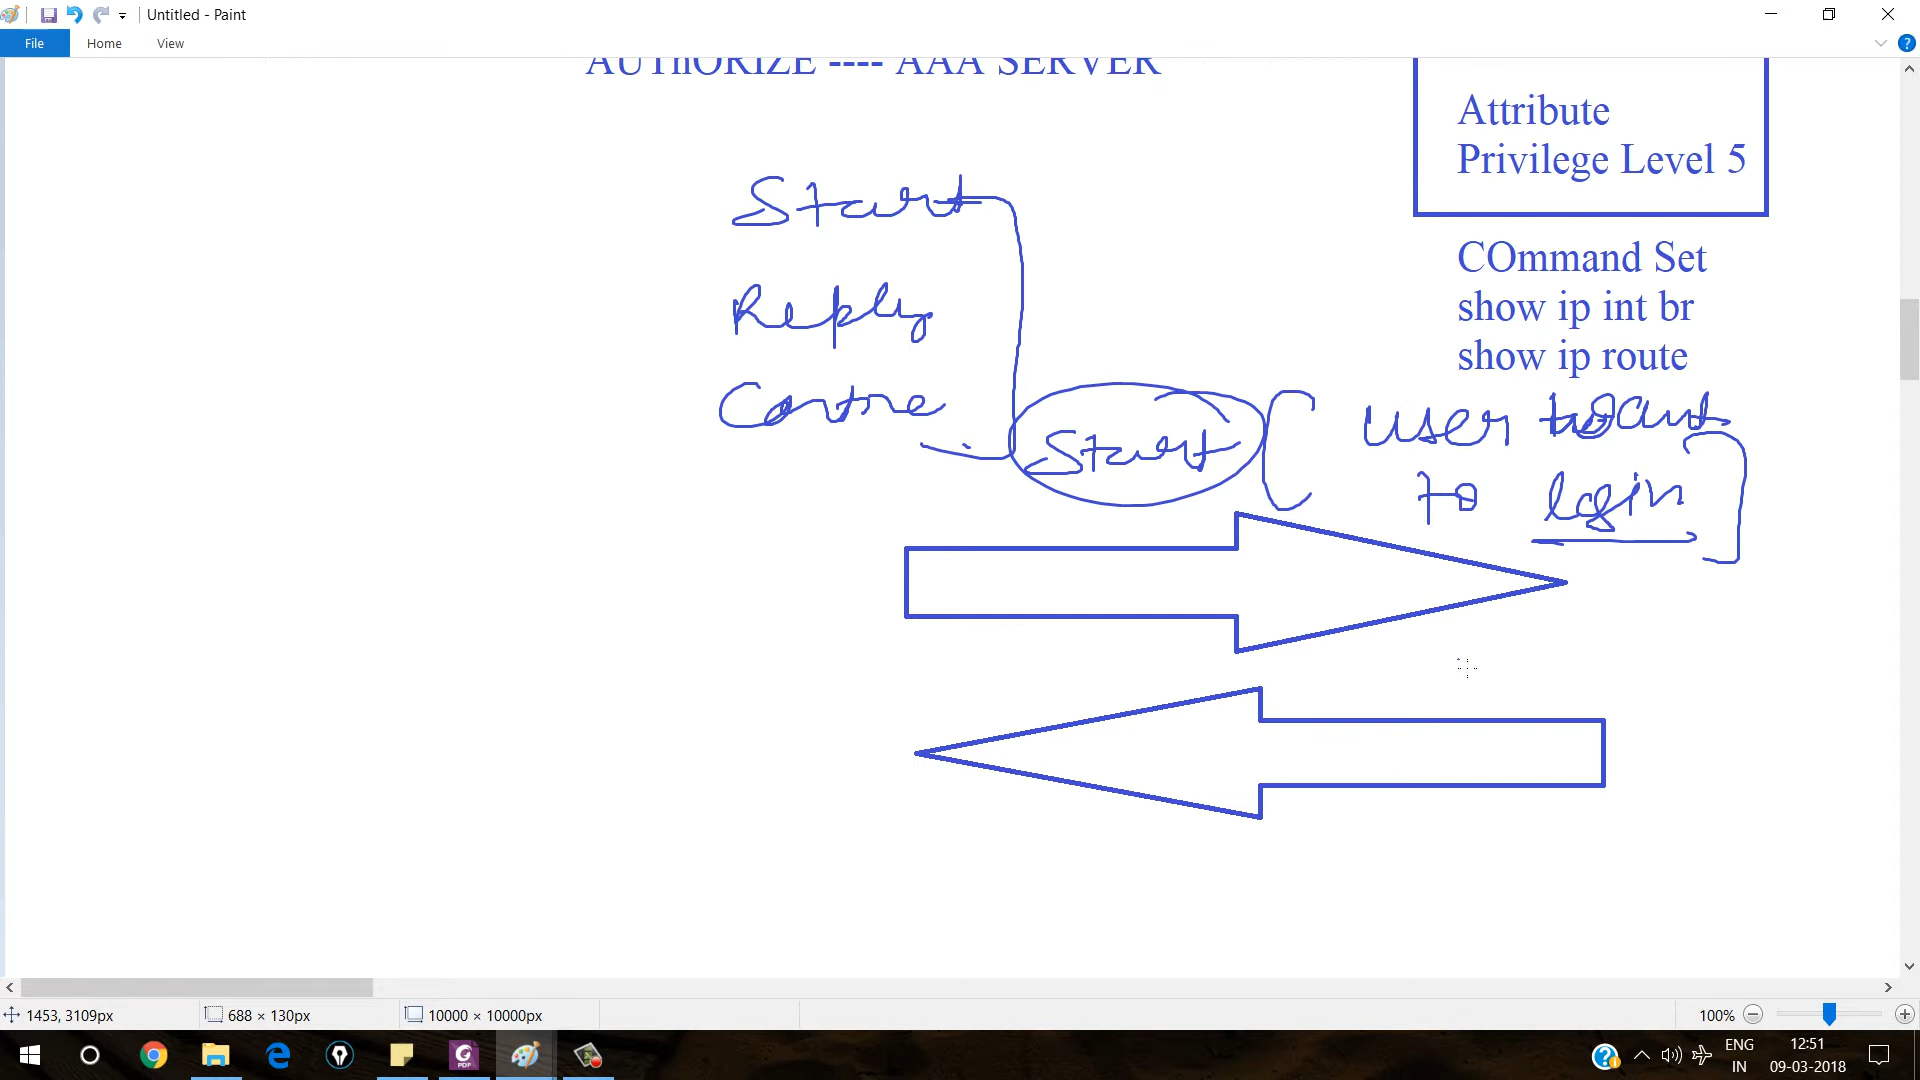 Untitled - Paint
File Home View
AUTHORIZE ---- AAA SERVER
Attribute
Privilege Level 5
COmmand Set
show ip int br
show ip route
Start
Reply
Start
user want
to login
1453, 3109px
688 × 130px
10000 × 10000px
100%
ENG
IN
12:51
09-03-2018